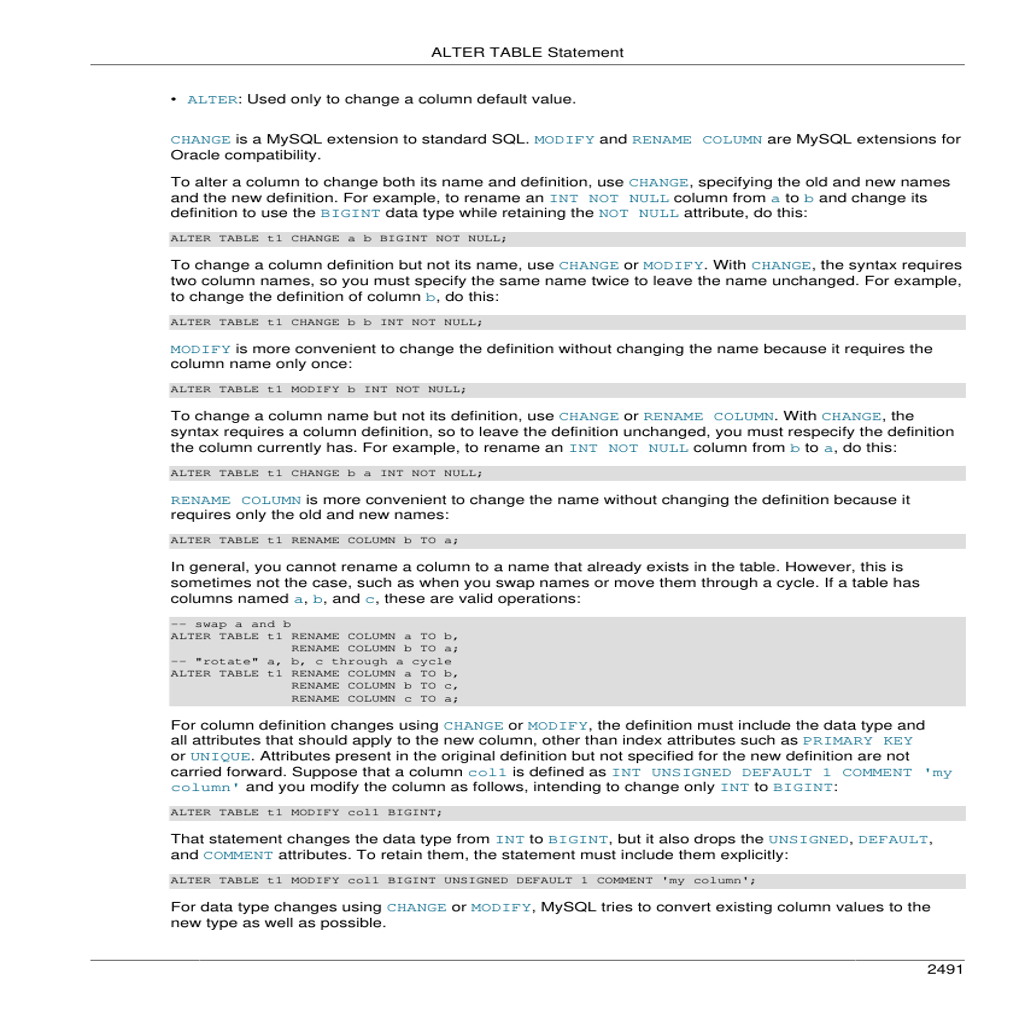 ALTER TABLE Statement
• ALTER: Used only to change a column default value.
CHANGE is a MySQL extension to standard SQL. MODIFY and RENAME COLUMN are MySQL extensions for
Oracle compatibility.
To alter a column to change both its name and definition, use CHANGE, specifying the old and new names
and the new definition. For example, to rename an INT NOT NULL column from a to b and change its
definition to use the BIGINT data type while retaining the NOT NULL attribute, do this:
ALTER TABLE t1 CHANGE a b BIGINT NOT NULL;
To change a column definition but not its name, use CHANGE or MODIFY. With CHANGE, the syntax requires
two column names, so you must specify the same name twice to leave the name unchanged. For example,
to change the definition of column b, do this:
ALTER TABLE t1 CHANGE b b INT NOT NULL;
MODIFY is more convenient to change the definition without changing the name because it requires the
column name only once:
ALTER TABLE t1 MODIFY b INT NOT NULL;
To change a column name but not its definition, use CHANGE or RENAME COLUMN. With CHANGE, the
syntax requires a column definition, so to leave the definition unchanged, you must respecify the definition
the column currently has. For example, to rename an INT NOT NULL column from b to a, do this:
ALTER TABLE t1 CHANGE b a INT NOT NULL;
RENAME COLUMN is more convenient to change the name without changing the definition because it
requires only the old and new names:
ALTER TABLE t1 RENAME COLUMN b TO a;
In general, you cannot rename a column to a name that already exists in the table. However, this is
sometimes not the case, such as when you swap names or move them through a cycle. If a table has
columns named a, b, and c, these are valid operations:
-- swap a and b
ALTER TABLE t1 RENAME COLUMN a TO b,
               RENAME COLUMN b TO a;
-- "rotate" a, b, c through a cycle
ALTER TABLE t1 RENAME COLUMN a TO b,
               RENAME COLUMN b TO c,
               RENAME COLUMN c TO a;
For column definition changes using CHANGE or MODIFY, the definition must include the data type and
all attributes that should apply to the new column, other than index attributes such as PRIMARY KEY
or UNIQUE. Attributes present in the original definition but not specified for the new definition are not
carried forward. Suppose that a column col1 is defined as INT UNSIGNED DEFAULT 1 COMMENT 'my
column' and you modify the column as follows, intending to change only INT to BIGINT:
ALTER TABLE t1 MODIFY col1 BIGINT;
That statement changes the data type from INT to BIGINT, but it also drops the UNSIGNED, DEFAULT,
and COMMENT attributes. To retain them, the statement must include them explicitly:
ALTER TABLE t1 MODIFY col1 BIGINT UNSIGNED DEFAULT 1 COMMENT 'my column';
For data type changes using CHANGE or MODIFY, MySQL tries to convert existing column values to the
new type as well as possible.
2491